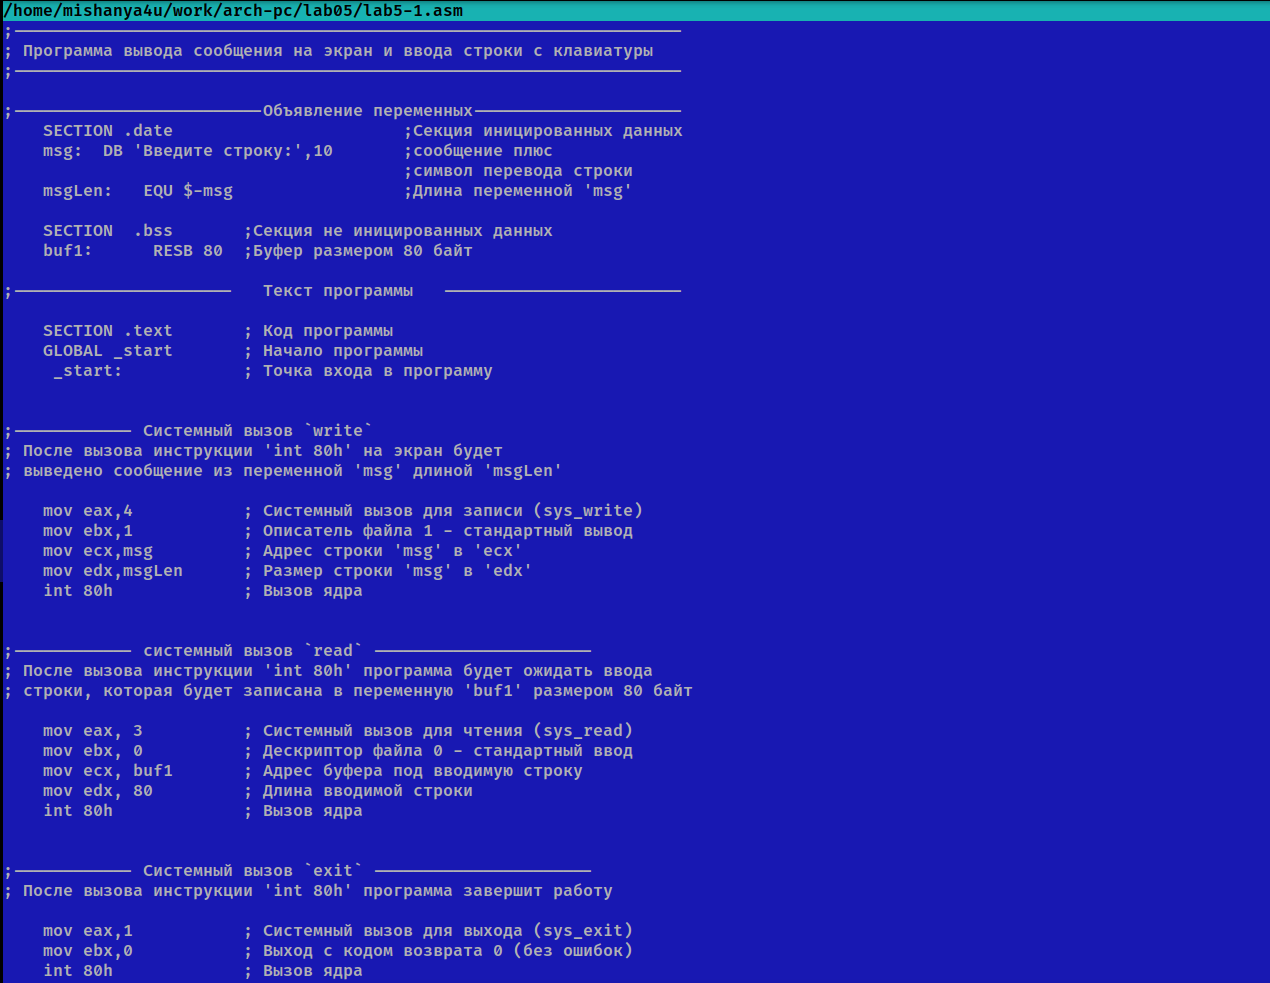 /home/mishanya4u/work/arch-pc/lab05/lab5-1.asm
;-------------------------------------------------------------------
; Программа вывода сообщения на экран и ввода строки с клавиатуры
;-------------------------------------------------------------------
;-------------------------Объявление переменных---------------------
    SECTION .date                       ;Секция иницированных данных
    msg:  DB 'Введите строку:',10       ;сообщение плюс
                                        ;символ перевода строки
    msgLen:   EQU $-msg                 ;Длина переменной 'msg'
    SECTION  .bss       ;Секция не иницированных данных
    buf1:      RESB 80  ;Буфер размером 80 байт
;----------------------   Текст программы   ------------------------
    SECTION .text       ; Код программы
    GLOBAL _start       ; Начало программы
     _start:            ; Точка входа в программу
;------------ Системный вызов `write`
; После вызова инструкции 'int 80h' на экран будет
; выведено сообщение из переменной 'msg' длиной 'msgLen'
    mov eax,4           ; Системный вызов для записи (sys_write)
    mov ebx,1           ; Описатель файла 1 - стандартный вывод
    mov ecx,msg         ; Адрес строки 'msg' в 'ecx'
    mov edx,msgLen      ; Размер строки 'msg' в 'edx'
    int 80h             ; Вызов ядра
;------------ системный вызов `read` ----------------------
; После вызова инструкции 'int 80h' программа будет ожидать ввода
; строки, которая будет записана в переменную 'buf1' размером 80 байт
    mov eax, 3          ; Системный вызов для чтения (sys_read)
    mov ebx, 0          ; Дескриптор файла 0 - стандартный ввод
    mov ecx, buf1       ; Адрес буфера под вводимую строку
    mov edx, 80         ; Длина вводимой строки
    int 80h             ; Вызов ядра
;------------ Системный вызов `exit` ----------------------
; После вызова инструкции 'int 80h' программа завершит работу
    mov eax,1           ; Системный вызов для выхода (sys_exit)
    mov ebx,0           ; Выход с кодом возврата 0 (без ошибок)
    int 80h             ; Вызов ядра